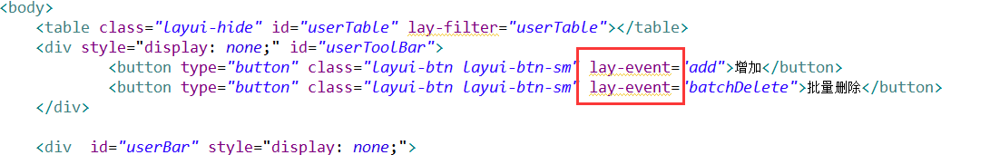 <body>
<table class="layui-hide" id="userTable" lay-filter="userTable"></table>
<div style="display: none;" id="userToolBar">
<button type="button" class="layui-btn layui-btn-sm" lay-event="add">增加</button>
<button type="button" class="layui-btn layui-btn-sm" lay-event="batchDelete">批量删除</button>
</div>
<div  id="userBar" style="display: none;">